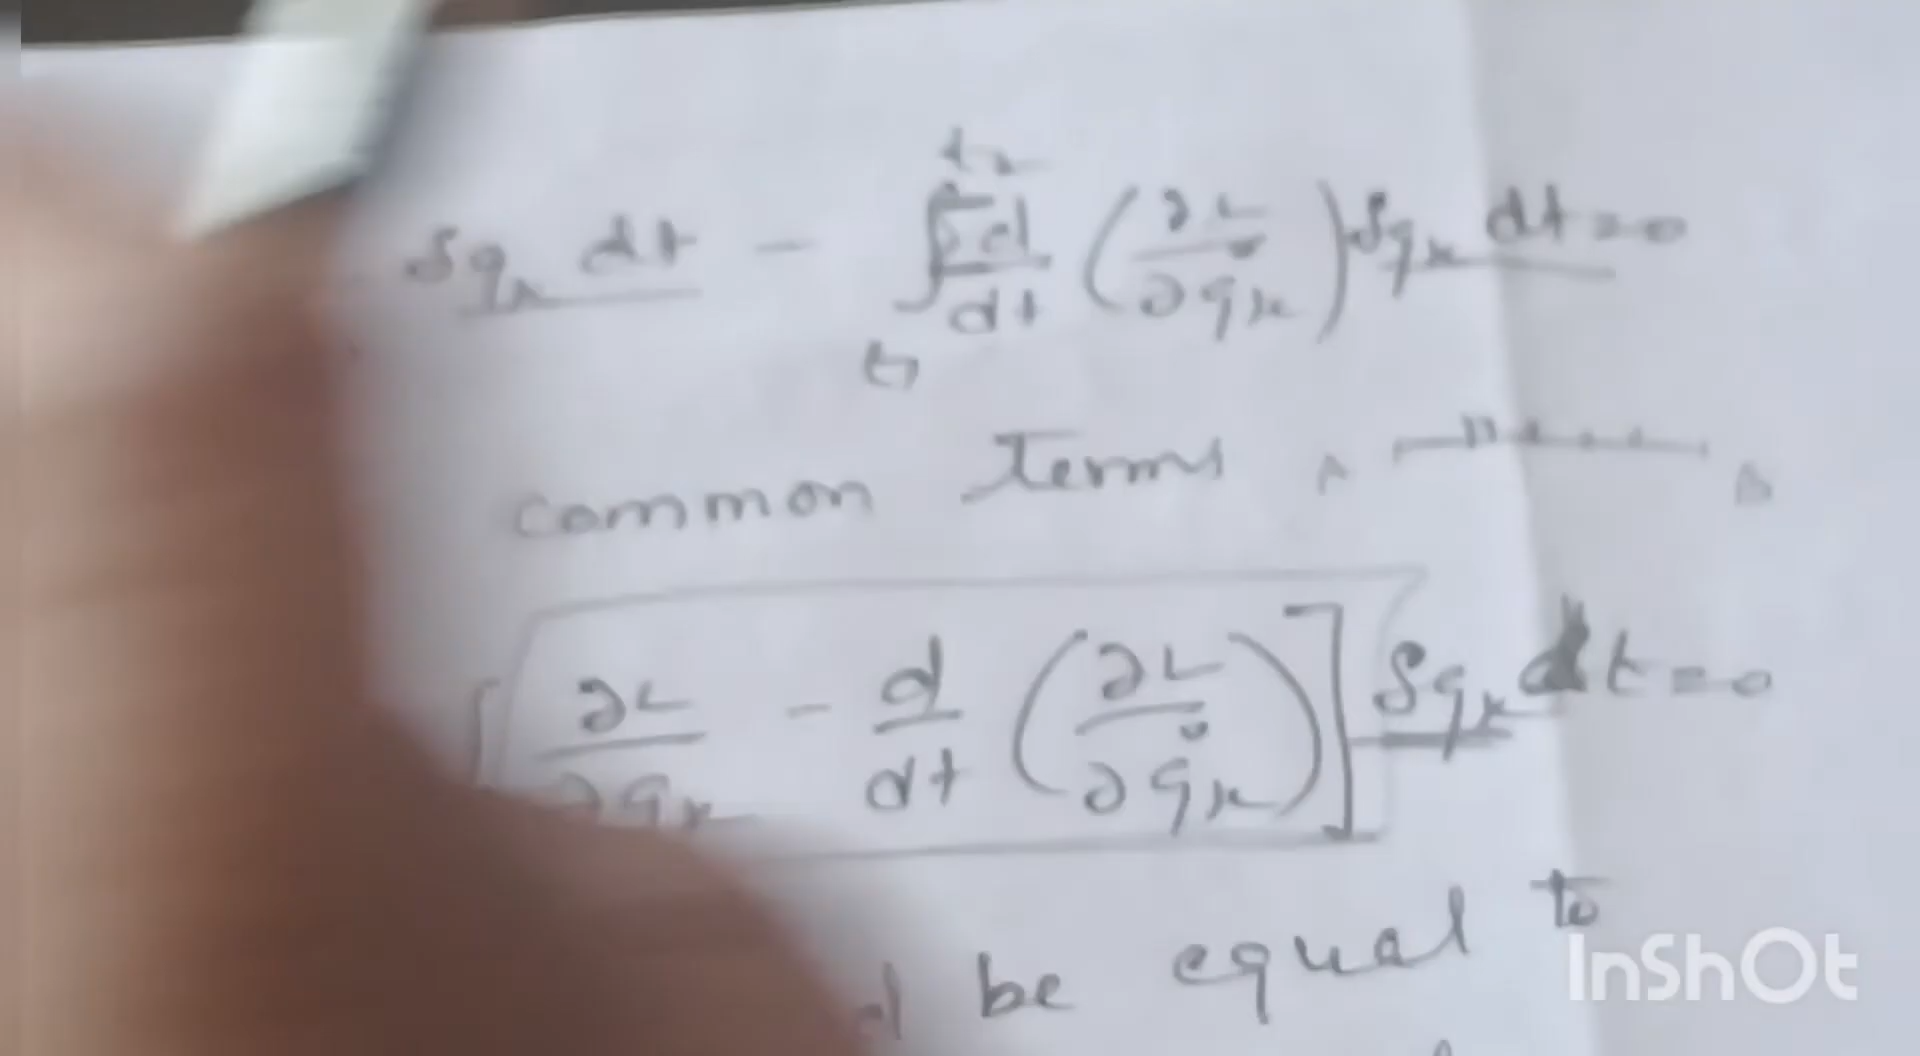 δqₖ dt − ∫_{t₁}^{t₂} Σ d/dt (∂L/∂q̇ₖ) δqₖ dt = 0
common Terms A B
[∂L/∂qₖ − d/dt (∂L/∂q̇ₖ)] δqₖ dt = 0
be equal to
InShOt